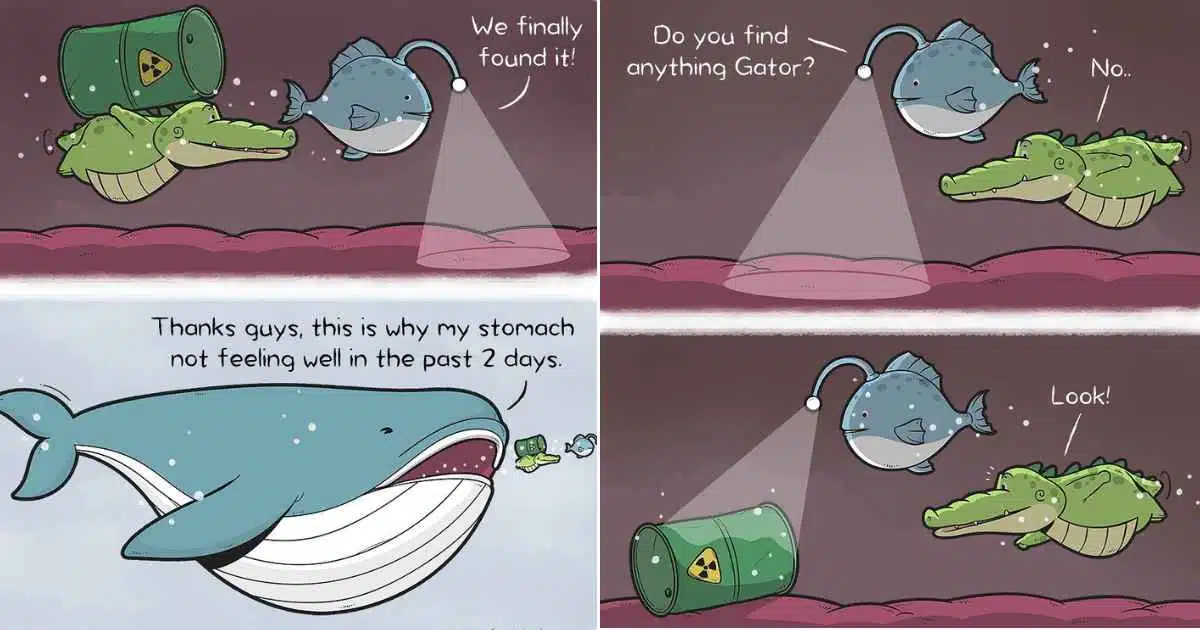 We finally
found it!
Thanks guys, this is why my stomach
not feeling well in the past 2 days.
Do you find
anything Gator?
No..
Look!